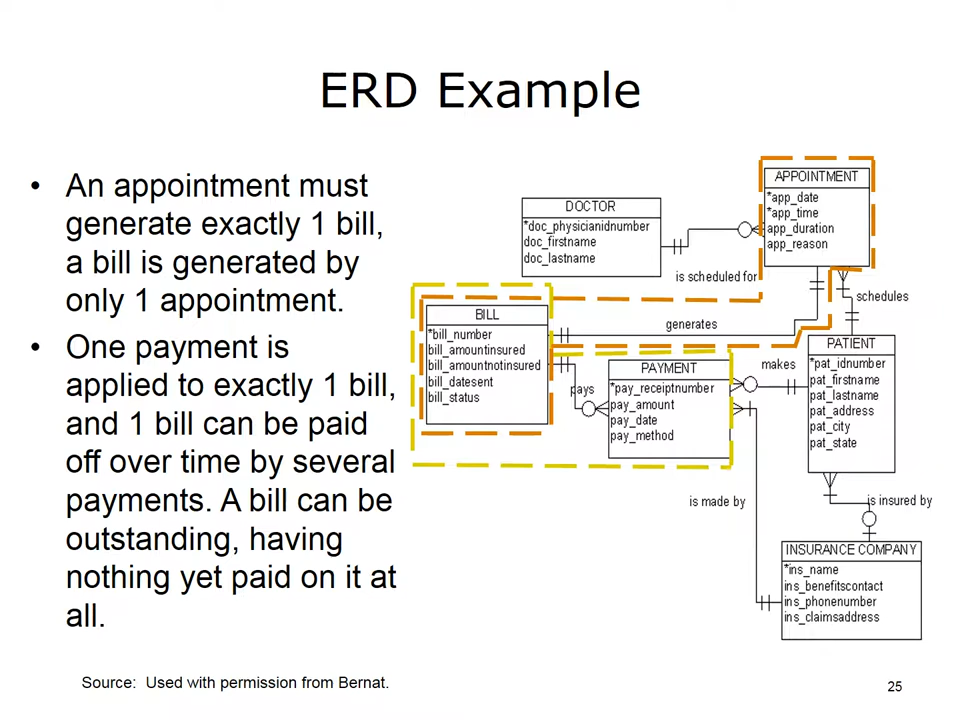 ERD Example
• An appointment must
generate exactly 1 bill,
a bill is generated by
only 1 appointment.
• One payment is
applied to exactly 1 bill,
and 1 bill can be paid
off over time by several
payments. A bill can be
outstanding, having
nothing yet paid on it at
all.
APPOINTMENT
*app_date
*app_time
app_duration
app_reason
DOCTOR
*doc_physicianidnumber
doc_firstname
doc_lastname
is scheduled for
schedules
BILL
*bill_number
bill_amountinsured
bill_amountnotinsured
bill_datesent
bill_status
generates
pays
PAYMENT
*pay_receiptnumber
pay_amount
pay_date
pay_method
makes
PATIENT
*pat_idnumber
pat_firstname
pat_lastname
pat_address
pat_city
pat_state
is made by
is insured by
INSURANCE COMPANY
*ins_name
ins_benefitscontact
ins_phonenumber
ins_claimsaddress
Source: Used with permission from Bernat.
25